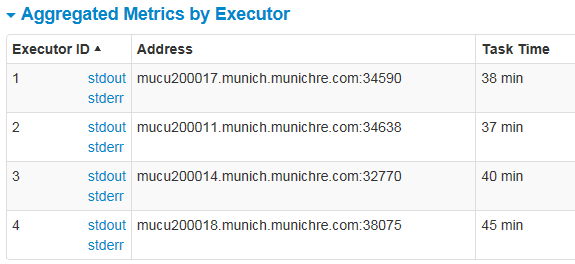 Aggregated Metrics by Executor
Executor ID Address Task Time
1 stdout mucu200017.munich.munichre.com:34590 38 min
stderr
2 stdout mucu200011.munich.munichre.com:34638 37 min
stderr
3 stdout mucu200014.munich.munichre.com:32770 40 min
stderr
4 stdout mucu200018.munich.munichre.com:38075 45 min
stderr